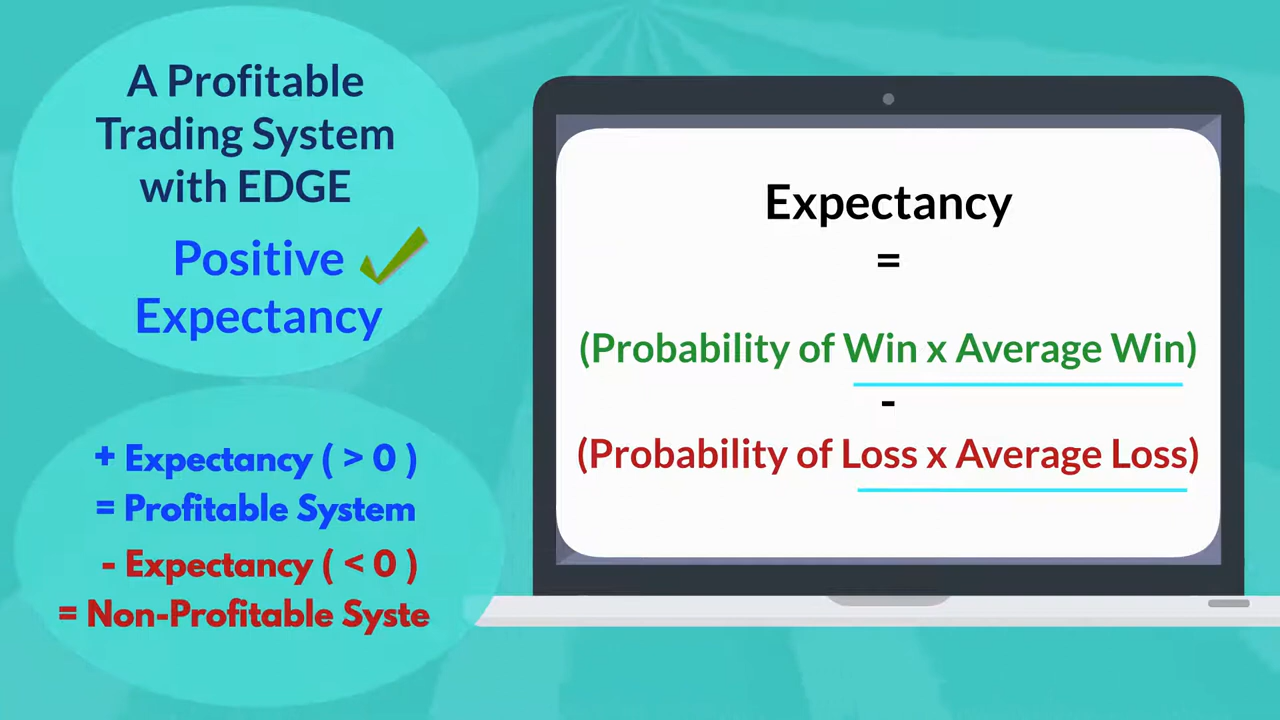 A Profitable
Trading System
with EDGE
Positive
Expectancy
+ Expectancy ( > 0 )
= Profitable System
- Expectancy ( < 0 )
= Non-Profitable Syste
Expectancy
=
(Probability of Win x Average Win)
-
(Probability of Loss x Average Loss)